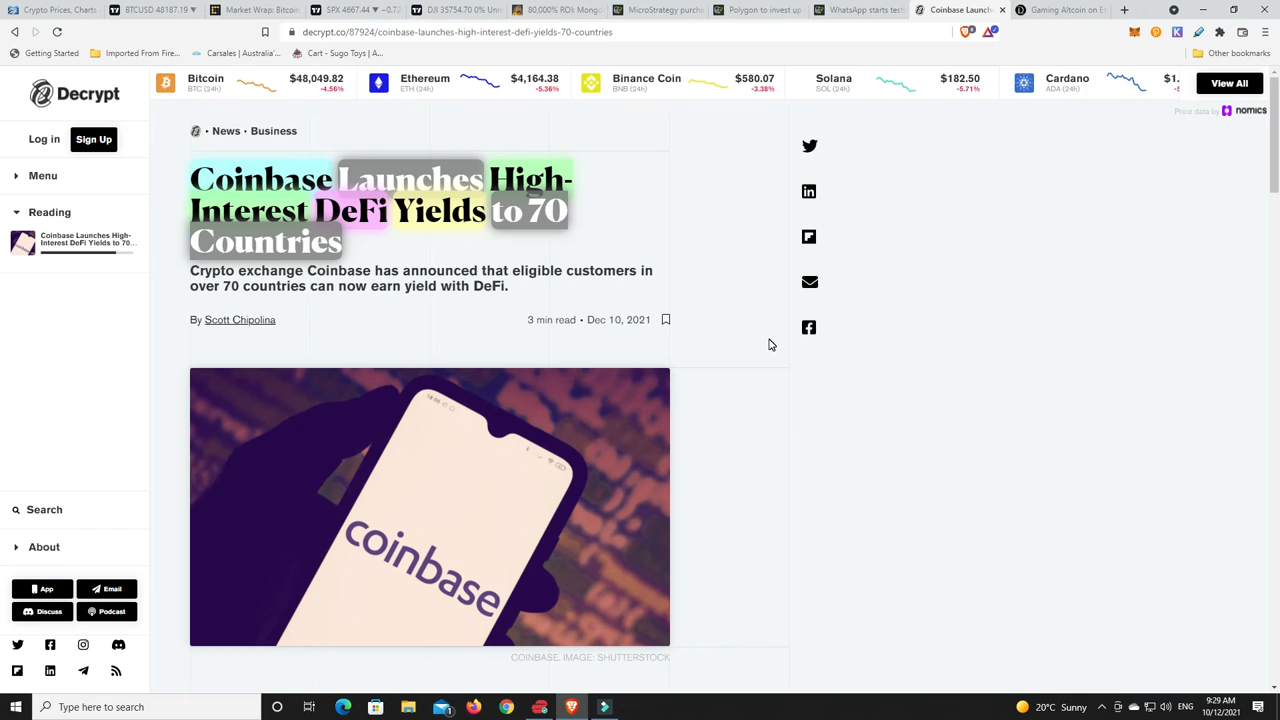 Crypto Prices, Charts
BTCUSD 48187.19 ▼
Market Wrap: Bitcoin
SPX 4667.44 ▼ −0.72
DJI 35754.70 0% Unn
80,000% ROI: Mong
MicroStrategy purch
Polygon to invest up
WhatsApp starts test
Coinbase Launch
Gaming Altcoin on E
decrypt.co/87924/coinbase-launches-high-interest-defi-yields-70-countries
Getting Started
Imported From Fire...
Carsales | Australia'...
Cart - Sugo Toys | A...
Other bookmarks
Decrypt
Bitcoin
BTC (24h)
$48,049.82
-4.56%
Ethereum
ETH (24h)
$4,164.38
-5.36%
Binance Coin
BNB (24h)
$580.07
-3.38%
Solana
SOL (24h)
$182.50
-5.71%
Cardano
ADA (24h)
$1.
View All
Price data by nomics
Log in
Sign Up
Menu
Reading
Coinbase Launches High-
Interest DeFi Yields to 70...
• News • Business
Coinbase Launches High-
Interest DeFi Yields to 70
Countries
Crypto exchange Coinbase has announced that eligible customers in
over 70 countries can now earn yield with DeFi.
By Scott Chipolina
3 min read • Dec 10, 2021
coinbase
COINBASE. IMAGE: SHUTTERSTOCK
Search
About
App
Email
Discuss
Podcast
Type here to search
20°C Sunny
ENG
9:29 AM
10/12/2021